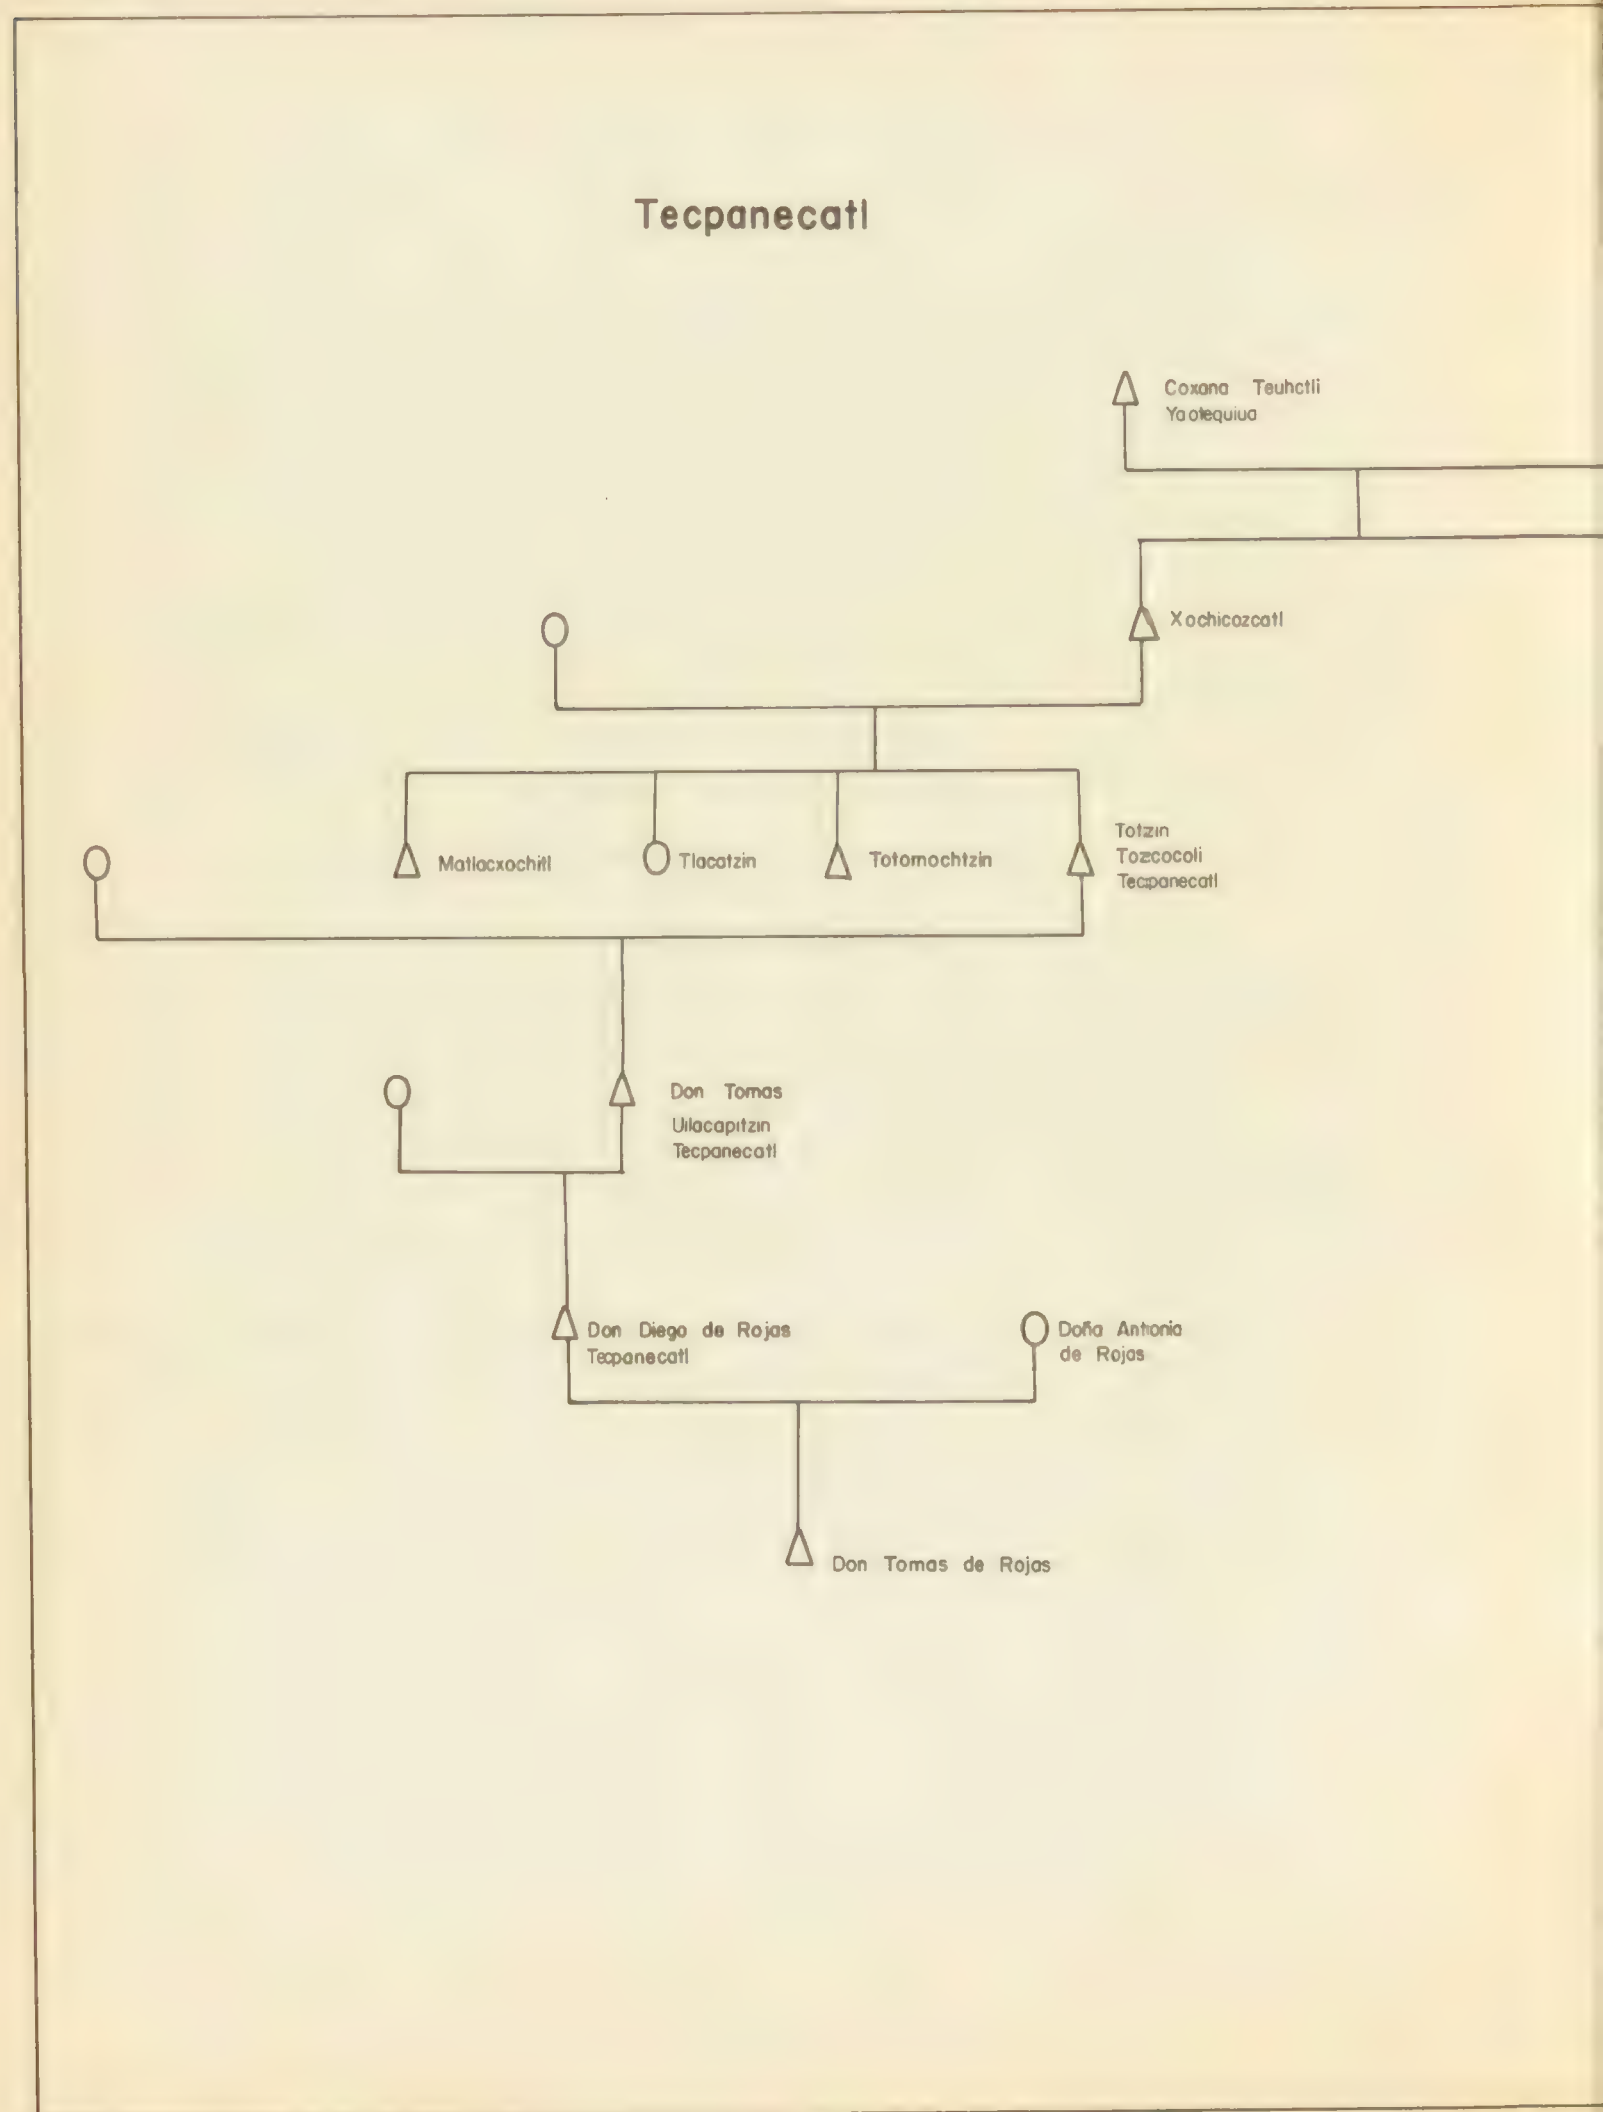 Tecpanecatl
Coxana Teuhctli
Yaotequiua
Xochicozcatl
Matlacxochitl
Tlacatzin
Totomochtzin
Totzin
Tozcocoli
Tecpanecatl
Don Tomas
Uilacapitzin
Tecpanecatl
Don Diego de Rojas
Tecpanecatl
Doña Antonia
de Rojas
Don Tomas de Rojas